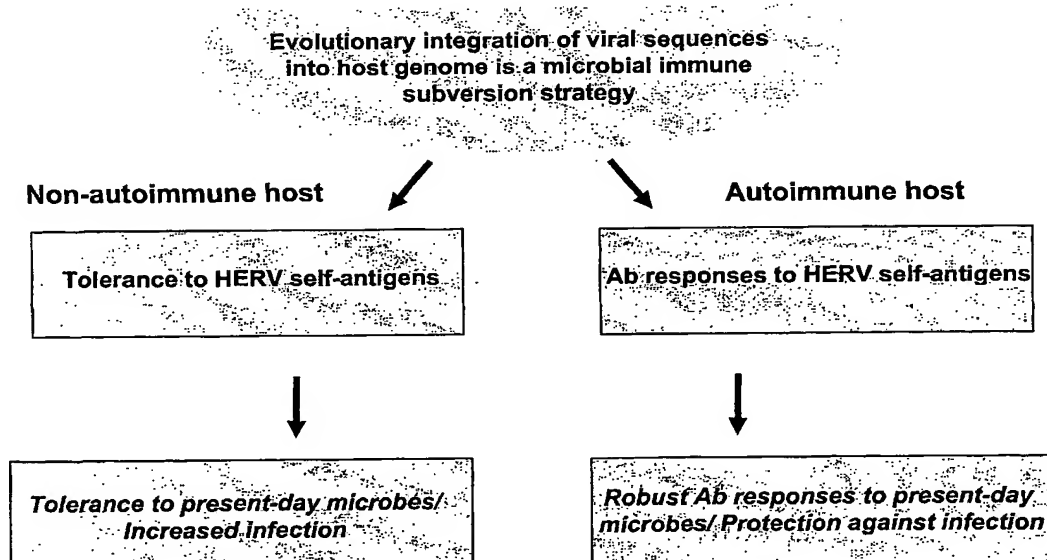 Evolutionary integration of viral sequences
into host genome is a microbial immune
subversion strategy
Non-autoimmune host
Autoimmune host
Tolerance to HERV self-antigens
Ab responses to HERV self-antigens
Tolerance to present-day microbes/
Increased infection
Robust Ab responses to present-day
microbes/ Protection against infection